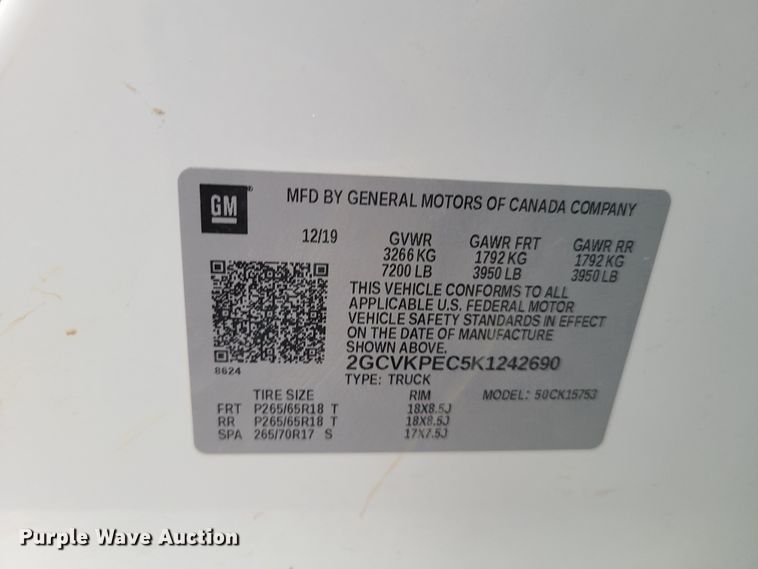 GM
MFD BY GENERAL MOTORS OF CANADA COMPANY
12/19 GVWR GAWR FRT GAWR RR
3266 KG 1792 KG 1792 KG
7200 LB 3950 LB 3950 LB
THIS VEHICLE CONFORMS TO ALL
APPLICABLE U.S. FEDERAL MOTOR
VEHICLE SAFETY STANDARDS IN EFFECT
ON THE DATE OF MANUFACTURE
SHOWN ABOVE.
8624 2GCVKPEC5K1242690
TYPE: TRUCK
TIRE SIZE RIM MODEL: 50CK15753
FRT P265/65R18 T 18X8.5J
RR P265/65R18 T 18X8.5J
SPA 265/70R17 S 17X7.5J
Purple Wave Auction